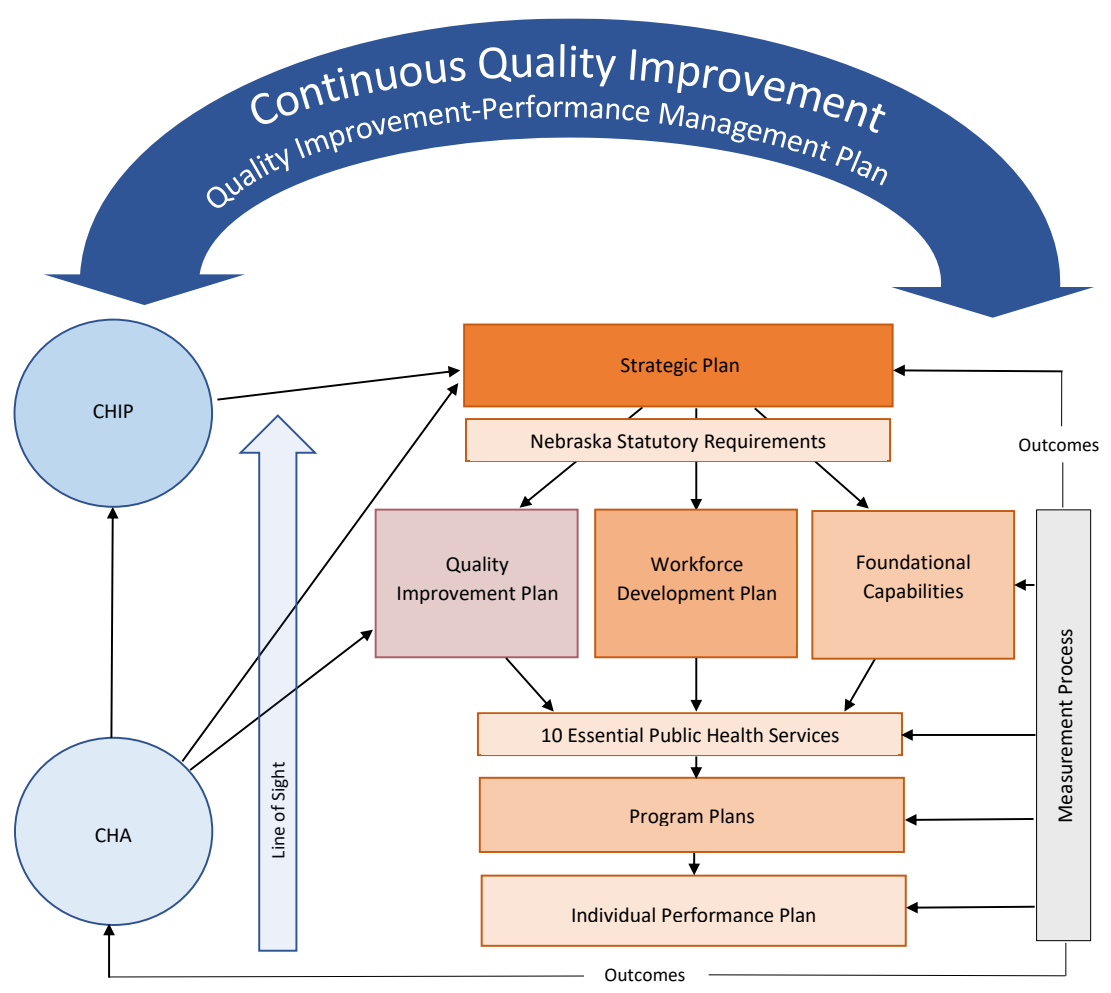 Continuous Quality Improvement
Quality Improvement-Performance Management Plan
CHIP
Strategic Plan
Nebraska Statutory Requirements
Outcomes
Quality
Improvement Plan
Workforce
Development Plan
Foundational
Capabilities
Measurement Process
10 Essential Public Health Services
Line of Sight
Program Plans
CHA
Individual Performance Plan
Outcomes